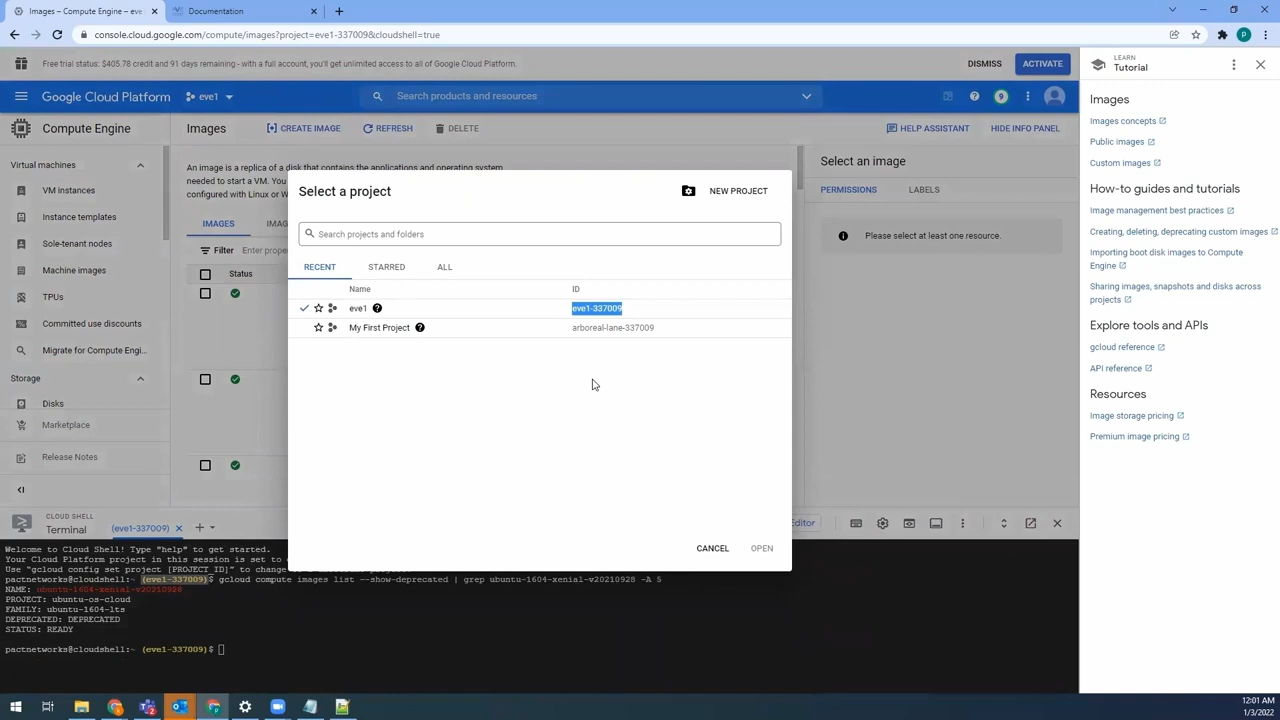 Images – Compute Engine – eve1
Documentation
console.cloud.google.com/compute/images?project=eve1-337009&cloudshell=true
P
Free trial status: $405.78 credit and 91 days remaining - with a full account, you'll get unlimited access to all of Google Cloud Platform.
DISMISS
ACTIVATE
Google Cloud Platform
eve1
Search products and resources
9
Compute Engine
Images
CREATE IMAGE
REFRESH
DELETE
HELP ASSISTANT
HIDE INFO PANEL
Virtual machines
VM instances
Instance templates
Sole-tenant nodes
Machine images
TPUs
Committed use discounts
Migrate for Compute Engi...
Storage
Disks
Marketplace
Release Notes
An image is a replica of a disk that contains the applications and operating system
needed to start a VM. You
configured with Linux or W
IMAGES
IMAG
Filter
Enter prope
Status
Select a project
NEW PROJECT
Search projects and folders
RECENT
STARRED
ALL
Name
ID
eve1
eve1-337009
My First Project
arboreal-lane-337009
CANCEL
OPEN
Select an image
PERMISSIONS
LABELS
Please select at least one resource.
LEARN
Tutorial
Images
Images concepts
Public images
Custom images
How-to guides and tutorials
Image management best practices
Creating, deleting, deprecating custom images
Importing boot disk images to Compute
Engine
Sharing images, snapshots and disks across
projects
Explore tools and APIs
gcloud reference
API reference
Resources
Image storage pricing
Premium image pricing
CLOUD SHELL
Terminal
(eve1-337009)
Editor
Welcome to Cloud Shell! Type "help" to get started.
Your Cloud Platform project in this session is set to
Use "gcloud config set project [PROJECT_ID]" to change
pactnetworks@cloudshell:~ (eve1-337009)$ gcloud compute images list --show-deprecated | grep ubuntu-1604-xenial-v20210928 -A 5
NAME: ubuntu-1604-xenial-v20210928
PROJECT: ubuntu-os-cloud
FAMILY: ubuntu-1604-lts
DEPRECATED: DEPRECATED
STATUS: READY
pactnetworks@cloudshell:~ (eve1-337009)$
12:01 AM
1/3/2022